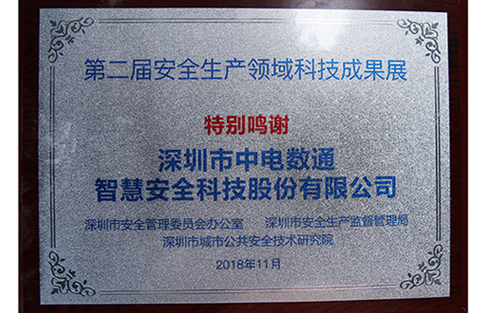 第二届安全生产领域科技成果展
特别鸣谢
深圳市中电数通
智慧安全科技股份有限公司
深圳市安全管理委员会办公室 深圳市安全生产监督管理局
深圳市城市公共安全技术研究院
2018年11月